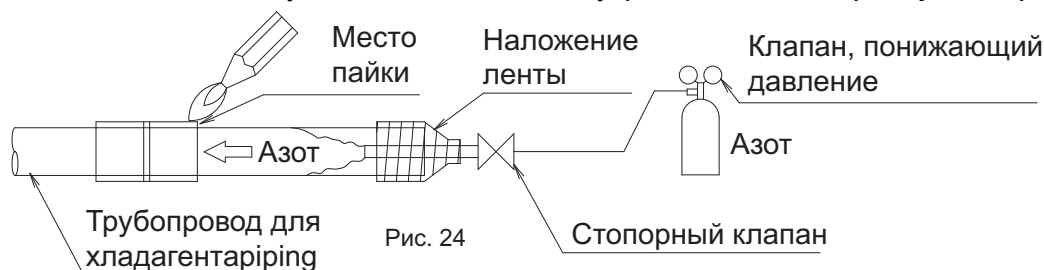 Место
пайки
Наложение
ленты
Клапан, понижающий
давление
Азот
Азот
Трубопровод для
хладагентаpiping
Рис. 24
Стопорный клапан